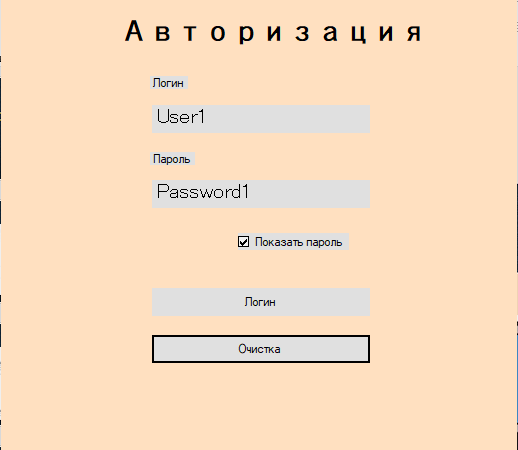 Авторизация
Логин
User1
Пароль
Password1
Показать пароль
Логин
Очистка